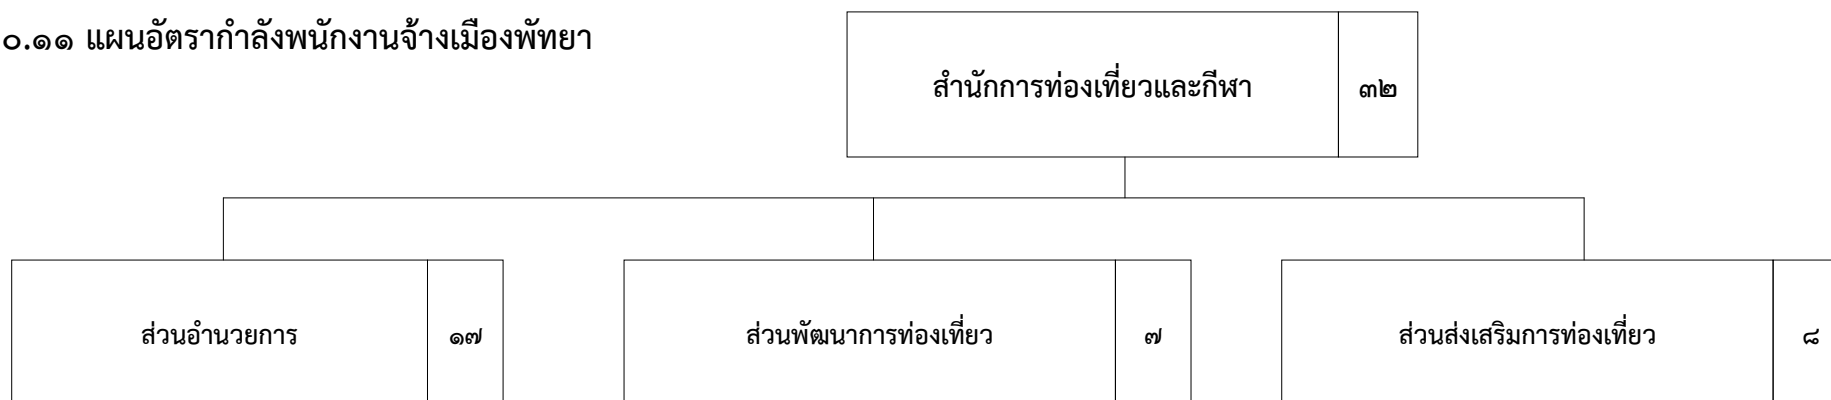 ๐.๑๑ แผนอัตรากำลังพนักงานจ้างเมืองพัทยา
สำนักการท่องเที่ยวและกีฬา ๓๒
ส่วนอำนวยการ ๑๗ ส่วนพัฒนาการท่องเที่ยว ๗ ส่วนส่งเสริมการท่องเที่ยว ๘